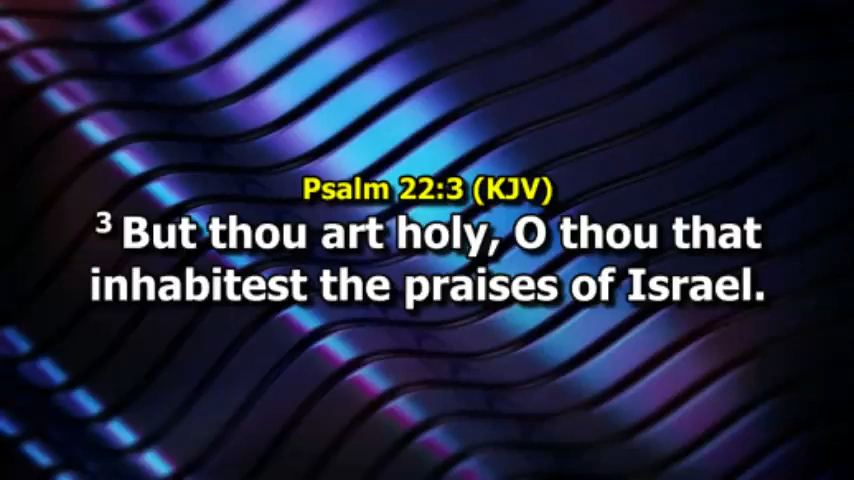 Psalm 22:3 (KJV)
³ But thou art holy, O thou that
inhabitest the praises of Israel.